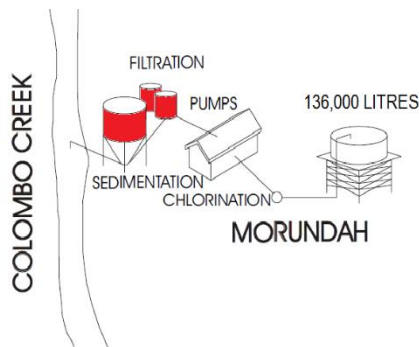 FILTRATION
PUMPS
136,000 LITRES
COLOMBO CREEK
SEDIMENTATION
CHLORINATION
MORUNDAH